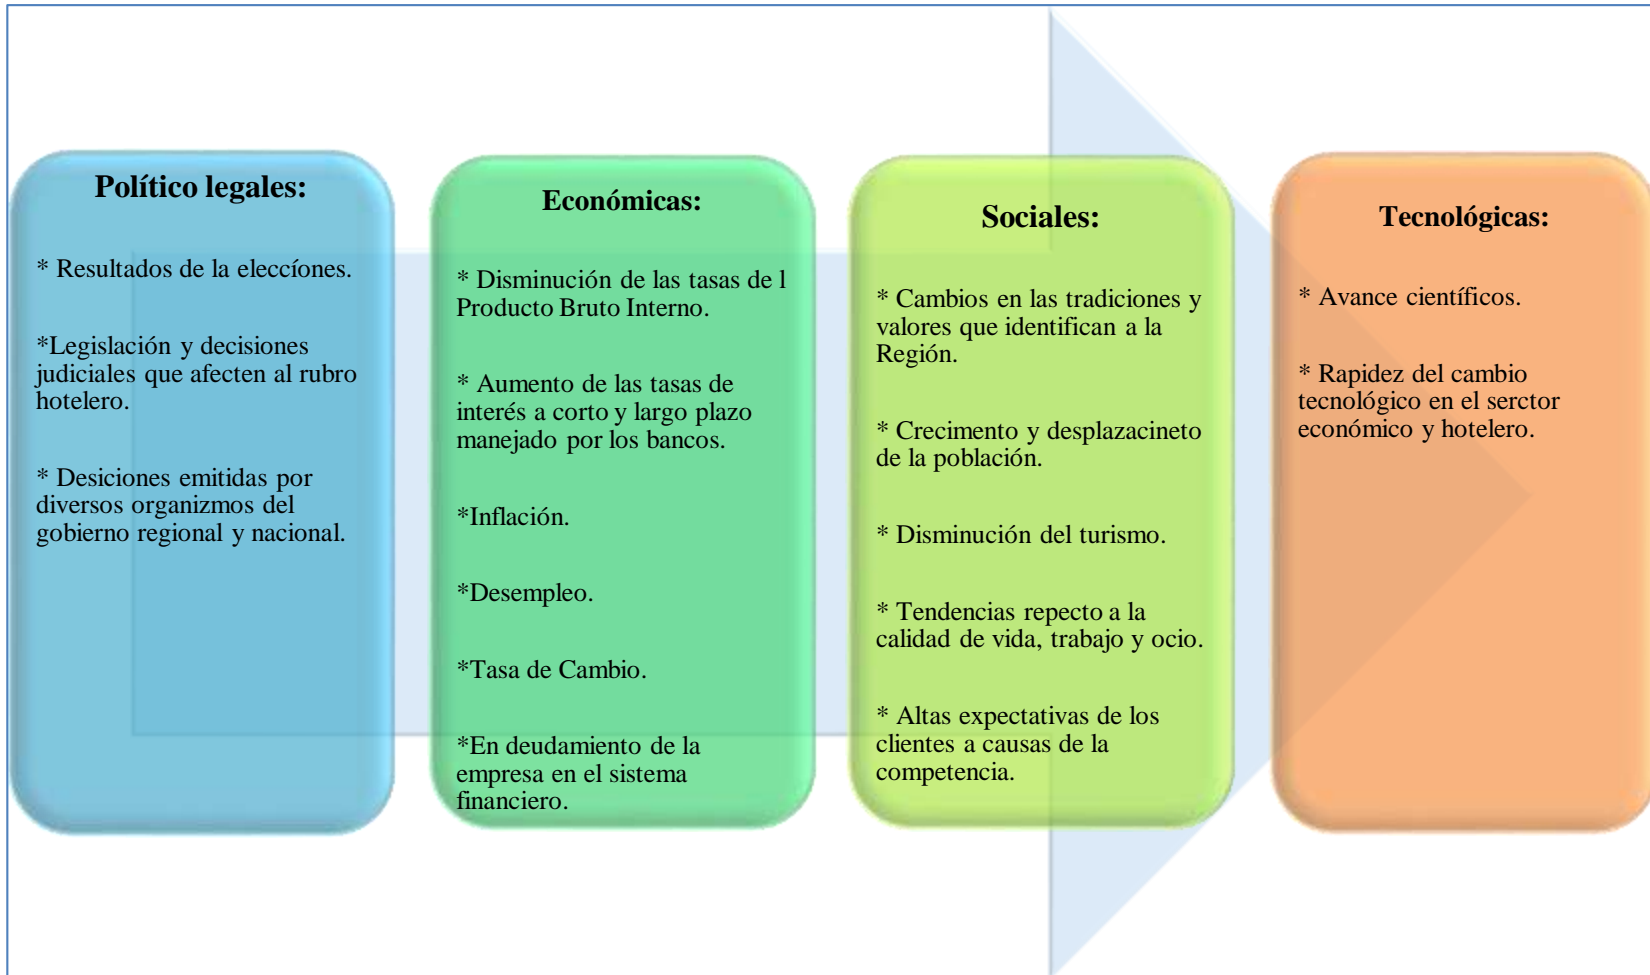 Político legales:
* Resultados de la eleccíones.
*Legislación y decisiones
judiciales que afecten al rubro
hotelero.
* Desiciones emitidas por
diversos organizmos del
gobierno regional y nacional.
Económicas:
* Disminución de las tasas de l
Producto Bruto Interno.
* Aumento de las tasas de
interés a corto y largo plazo
manejado por los bancos.
*Inflación.
*Desempleo.
*Tasa de Cambio.
*En deudamiento de la
empresa en el sistema
financiero.
Sociales:
* Cambios en las tradiciones y
valores que identifican a la
Región.
* Crecimento y desplazacineto
de la población.
* Disminución del turismo.
* Tendencias repecto a la
calidad de vida, trabajo y ocio.
* Altas expectativas de los
clientes a causas de la
competencia.
Tecnológicas:
* Avance científicos.
* Rapidez del cambio
tecnológico en el serctor
económico y hotelero.